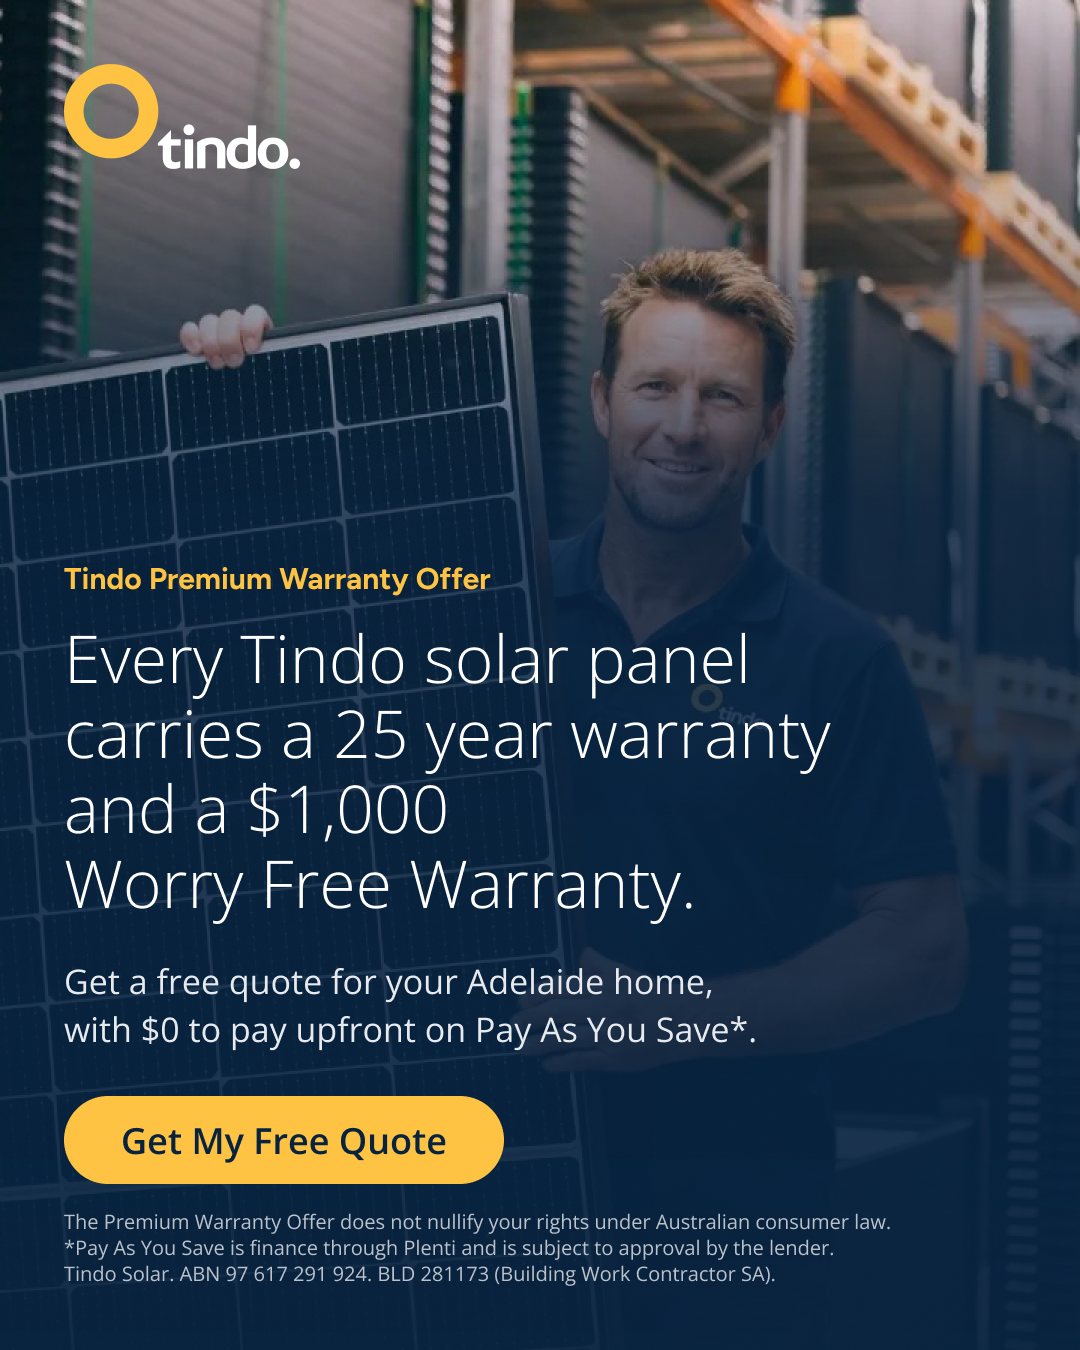 tindo.
Tindo Premium Warranty Offer
Every Tindo solar panel
carries a 25 year warranty
and a $1,000
Worry Free Warranty.
Get a free quote for your Adelaide home,
with $0 to pay upfront on Pay As You Save*.
Get My Free Quote
The Premium Warranty Offer does not nullify your rights under Australian consumer law.
*Pay As You Save is finance through Plenti and is subject to approval by the lender.
Tindo Solar. ABN 97 617 291 924. BLD 281173 (Building Work Contractor SA).